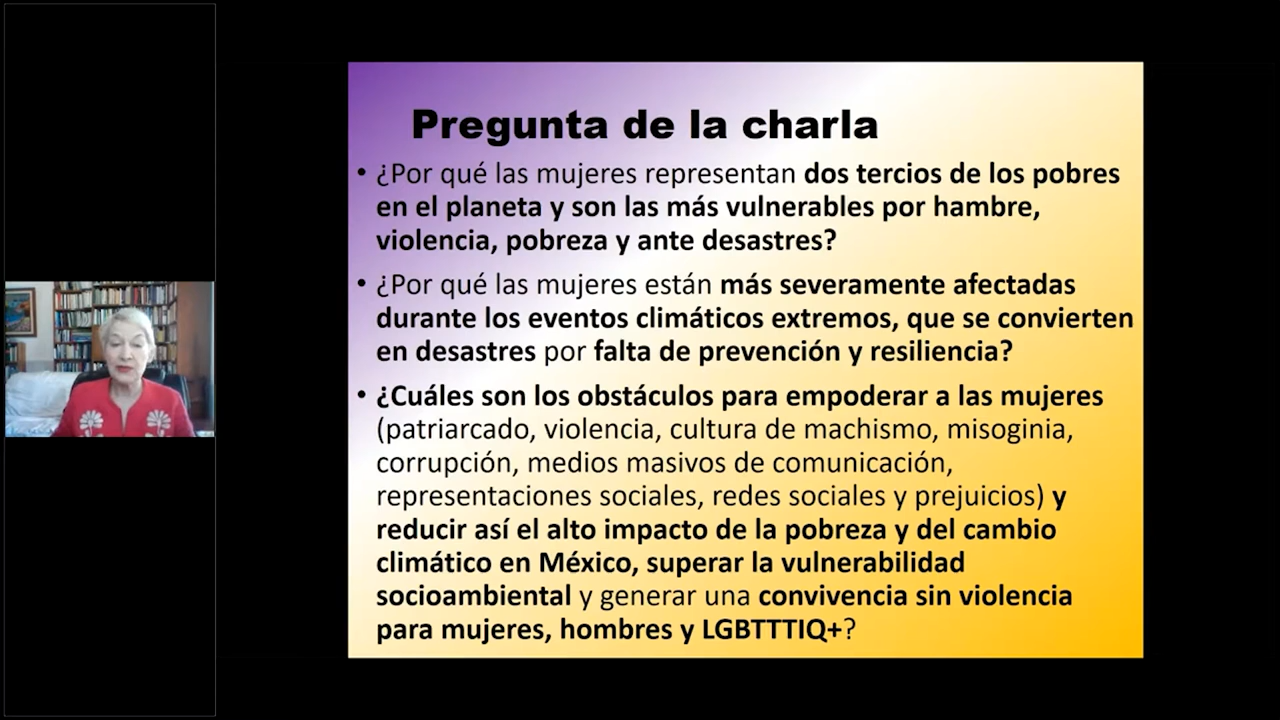 Pregunta de la charla
• ¿Por qué las mujeres representan dos tercios de los pobres
en el planeta y son las más vulnerables por hambre,
violencia, pobreza y ante desastres?
• ¿Por qué las mujeres están más severamente afectadas
durante los eventos climáticos extremos, que se convierten
en desastres por falta de prevención y resiliencia?
• ¿Cuáles son los obstáculos para empoderar a las mujeres
(patriarcado, violencia, cultura de machismo, misoginia,
corrupción, medios masivos de comunicación,
representaciones sociales, redes sociales y prejuicios) y
reducir así el alto impacto de la pobreza y del cambio
climático en México, superar la vulnerabilidad
socioambiental y generar una convivencia sin violencia
para mujeres, hombres y LGBTTTIQ+?